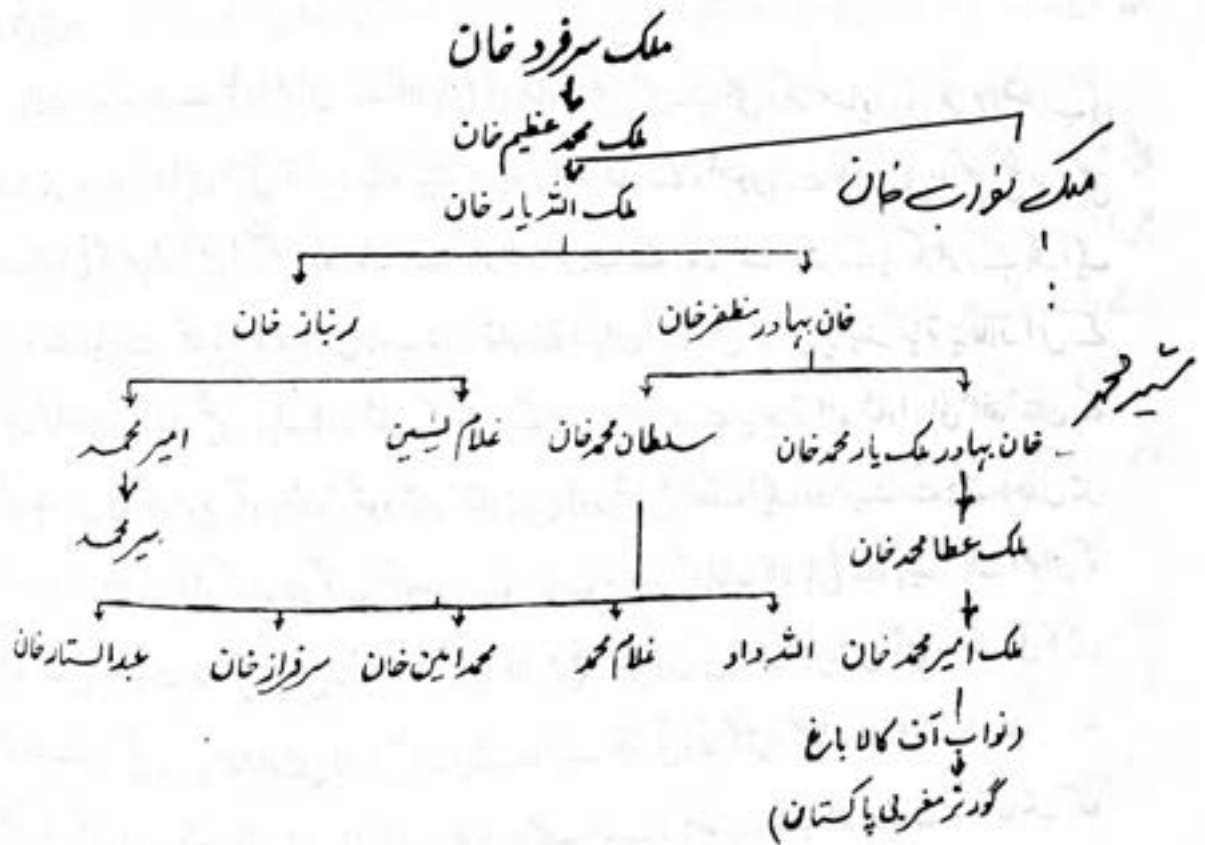 ملک سرفرد خان
ملک محمد عظیم خان
ملک نواب خان
ملک اللہ یار خان
خان بہادر مظفر خان
رنباز خان
شیر محمد
خان بہادر ملک یار محمد خان
سلطان محمد خان
غلام یٰسین
امیر محمد
ملک عطا محمد خان
میر محمد
ملک امیر محمد خان
اللہ داد
غلام محمد
محمد امین خان
سرفراز خان
عبدالستار خان
(نواب آف کالا باغ
گورنر مغربی پاکستان)